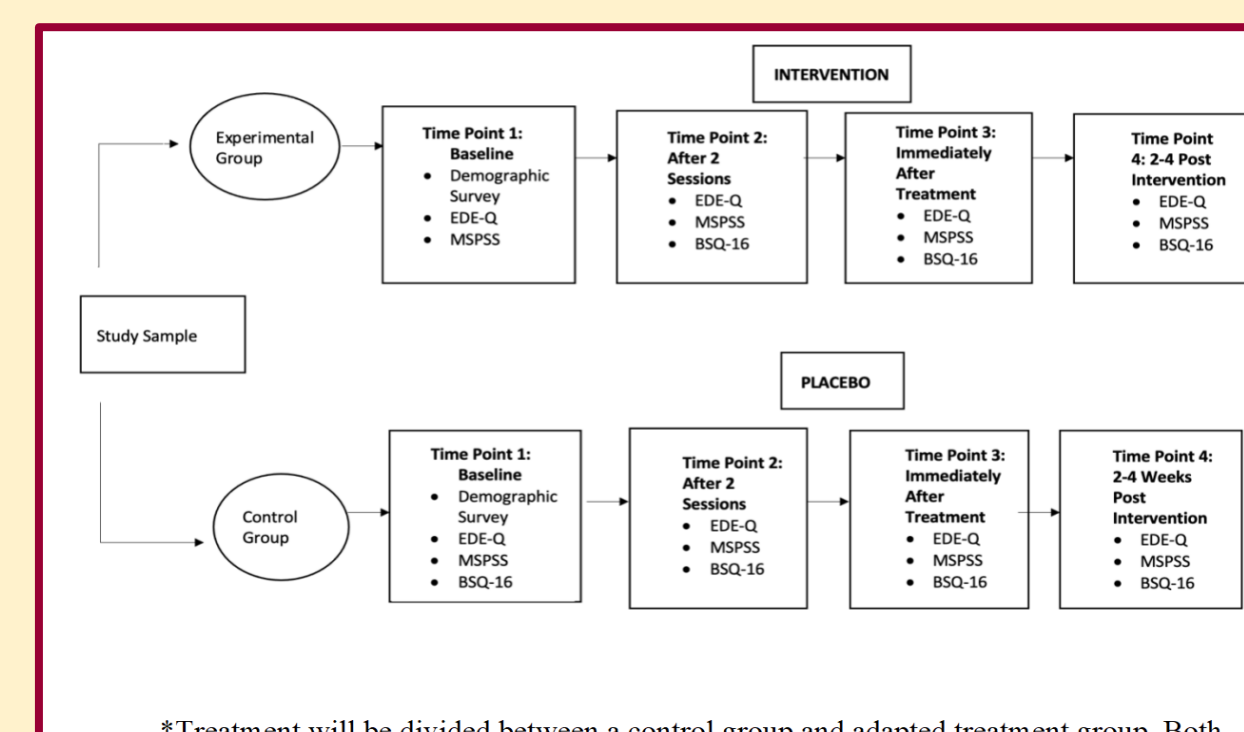 INTERVENTION
Experimental
Group
Time Point 1:
Baseline
• Demographic
Survey
• EDE-Q
• MSPSS
Time Point 2:
After 2
Sessions
• EDE-Q
• MSPSS
• BSQ-16
Time Point 3:
Immediately
After
Treatment
• EDE-Q
• MSPSS
• BSQ-16
Time Point
4: 2-4 Post
Intervention
• EDE-Q
• MSPSS
• BSQ-16
Study Sample
PLACEBO
Control
Group
Time Point 1:
Baseline
• Demographic
Survey
• EDE-Q
• MSPSS
• BSQ-16
Time Point 2:
After 2
Sessions
• EDE-Q
• MSPSS
• BSQ-16
Time Point 3:
Immediately
After
Treatment
• EDE-Q
• MSPSS
• BSQ-16
Time Point 4:
2-4 Weeks
Post
Intervention
• EDE-Q
• MSPSS
• BSQ-16
*Treatment will be divided between a control group and adapted treatment group. Both